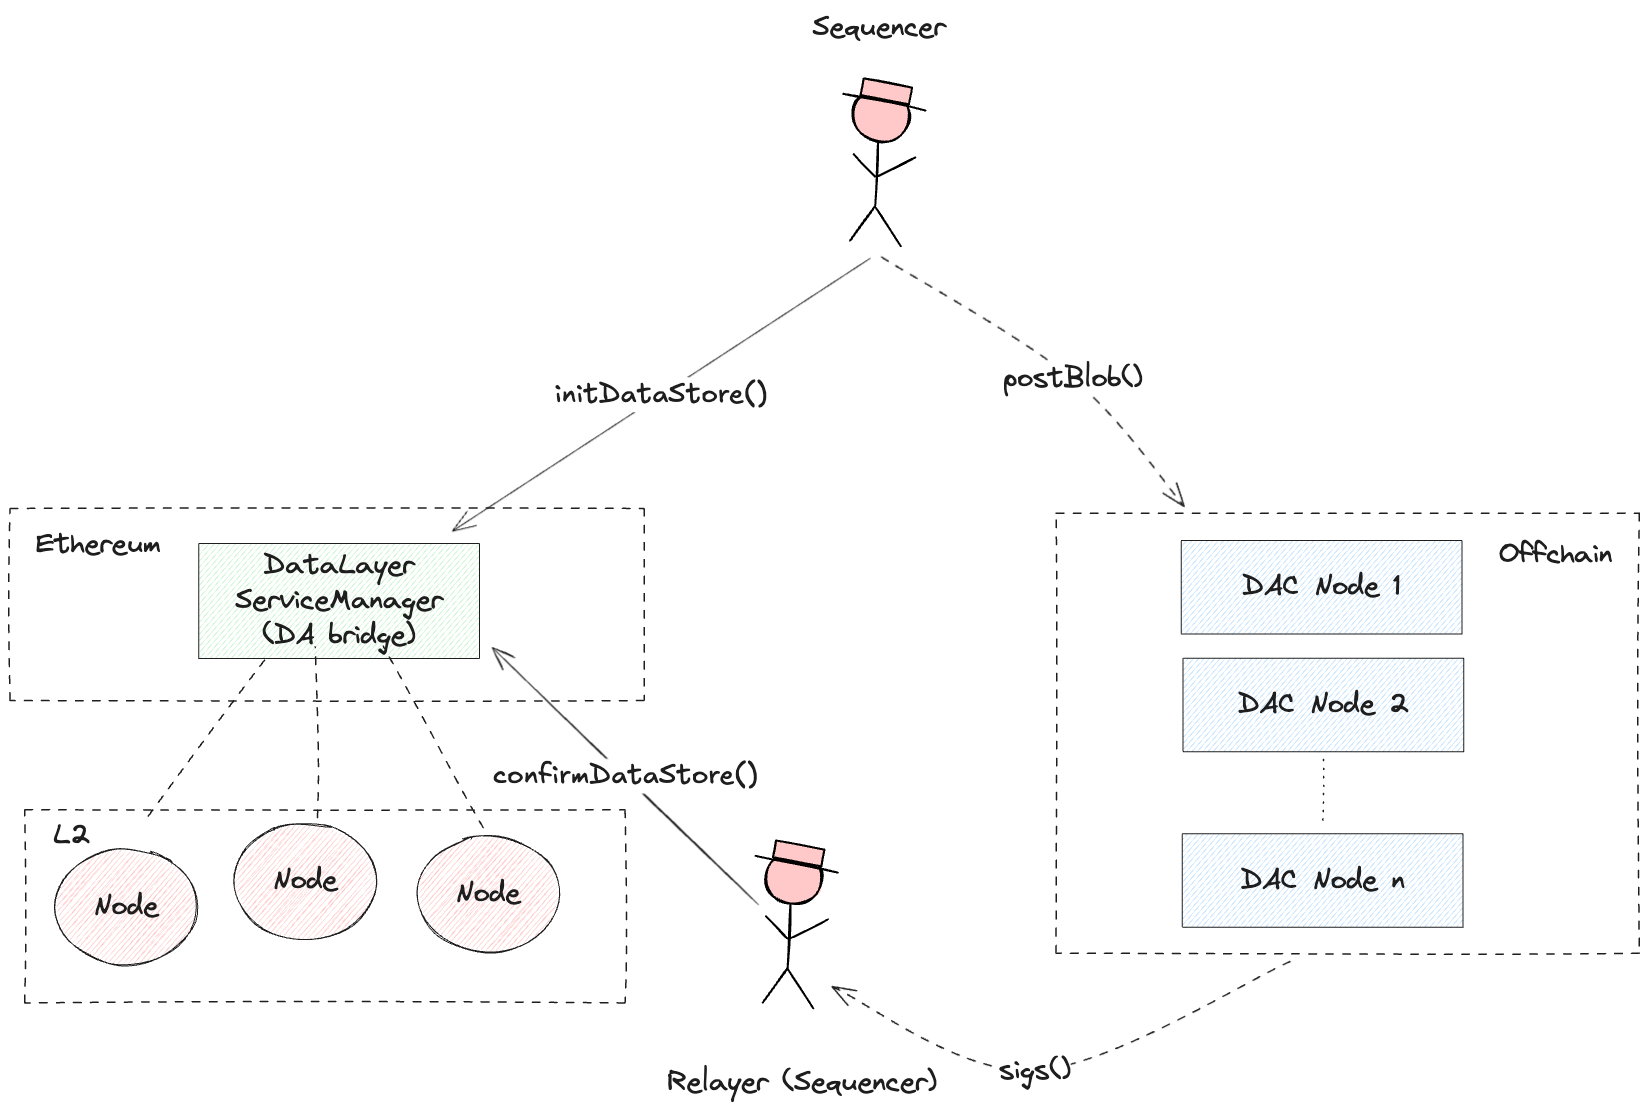 Sequencer
initDataStore()
postBlob()
Ethereum
DataLayer
ServiceManager
(DA bridge)
Offchain
DAC Node 1
DAC Node 2
DAC Node n
confirmDataStore()
L2
Node
Node
Node
Relayer (Sequencer)
sigs()